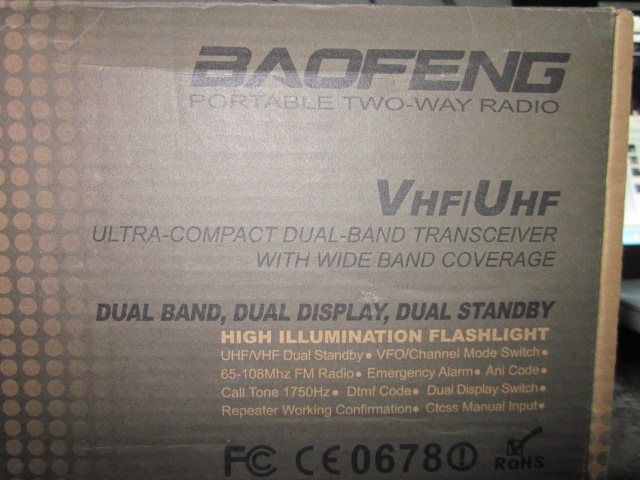 BAOFENG
PORTABLE TWO-WAY RADIO
VHF/UHF
ULTRA-COMPACT DUAL-BAND TRANSCEIVER
WITH WIDE BAND COVERAGE
DUAL BAND, DUAL DISPLAY, DUAL STANDBY
HIGH ILLUMINATION FLASHLIGHT
UHF/VHF Dual Standby● VFO/Channel Mode Switch●
65-108Mhz FM Radio● Emergency Alarm● Ani Code●
Call Tone 1750Hz● Dtmf Code● Dual Display Switch●
Repeater Working Confirmation● Ctcss Manual Input●
FC CE0678 RoHS